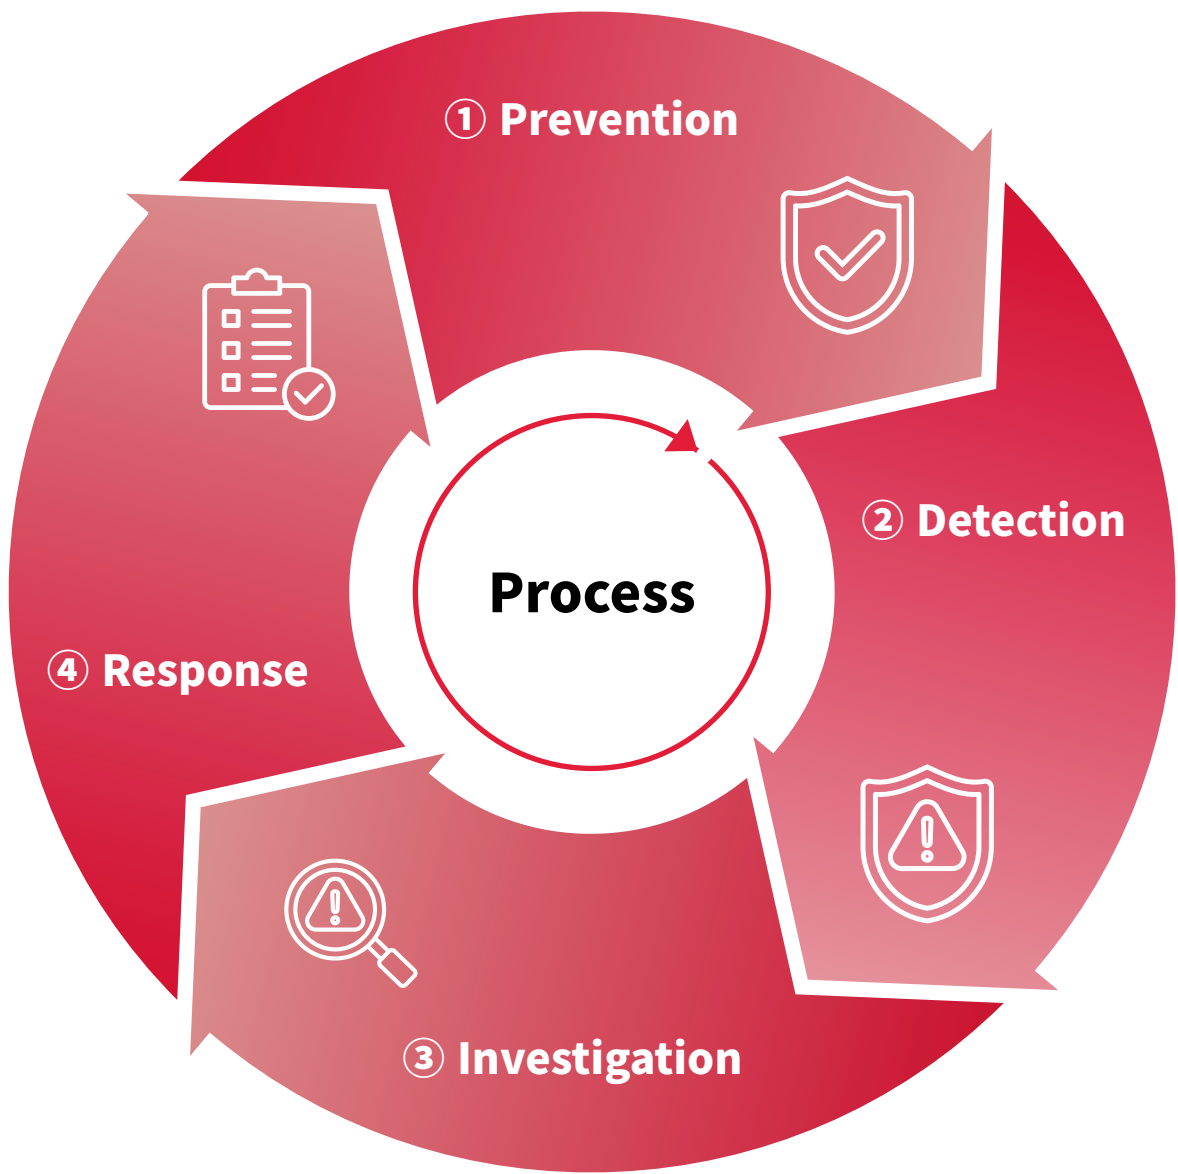 ① Prevention
② Detection
Process
④ Response
③ Investigation